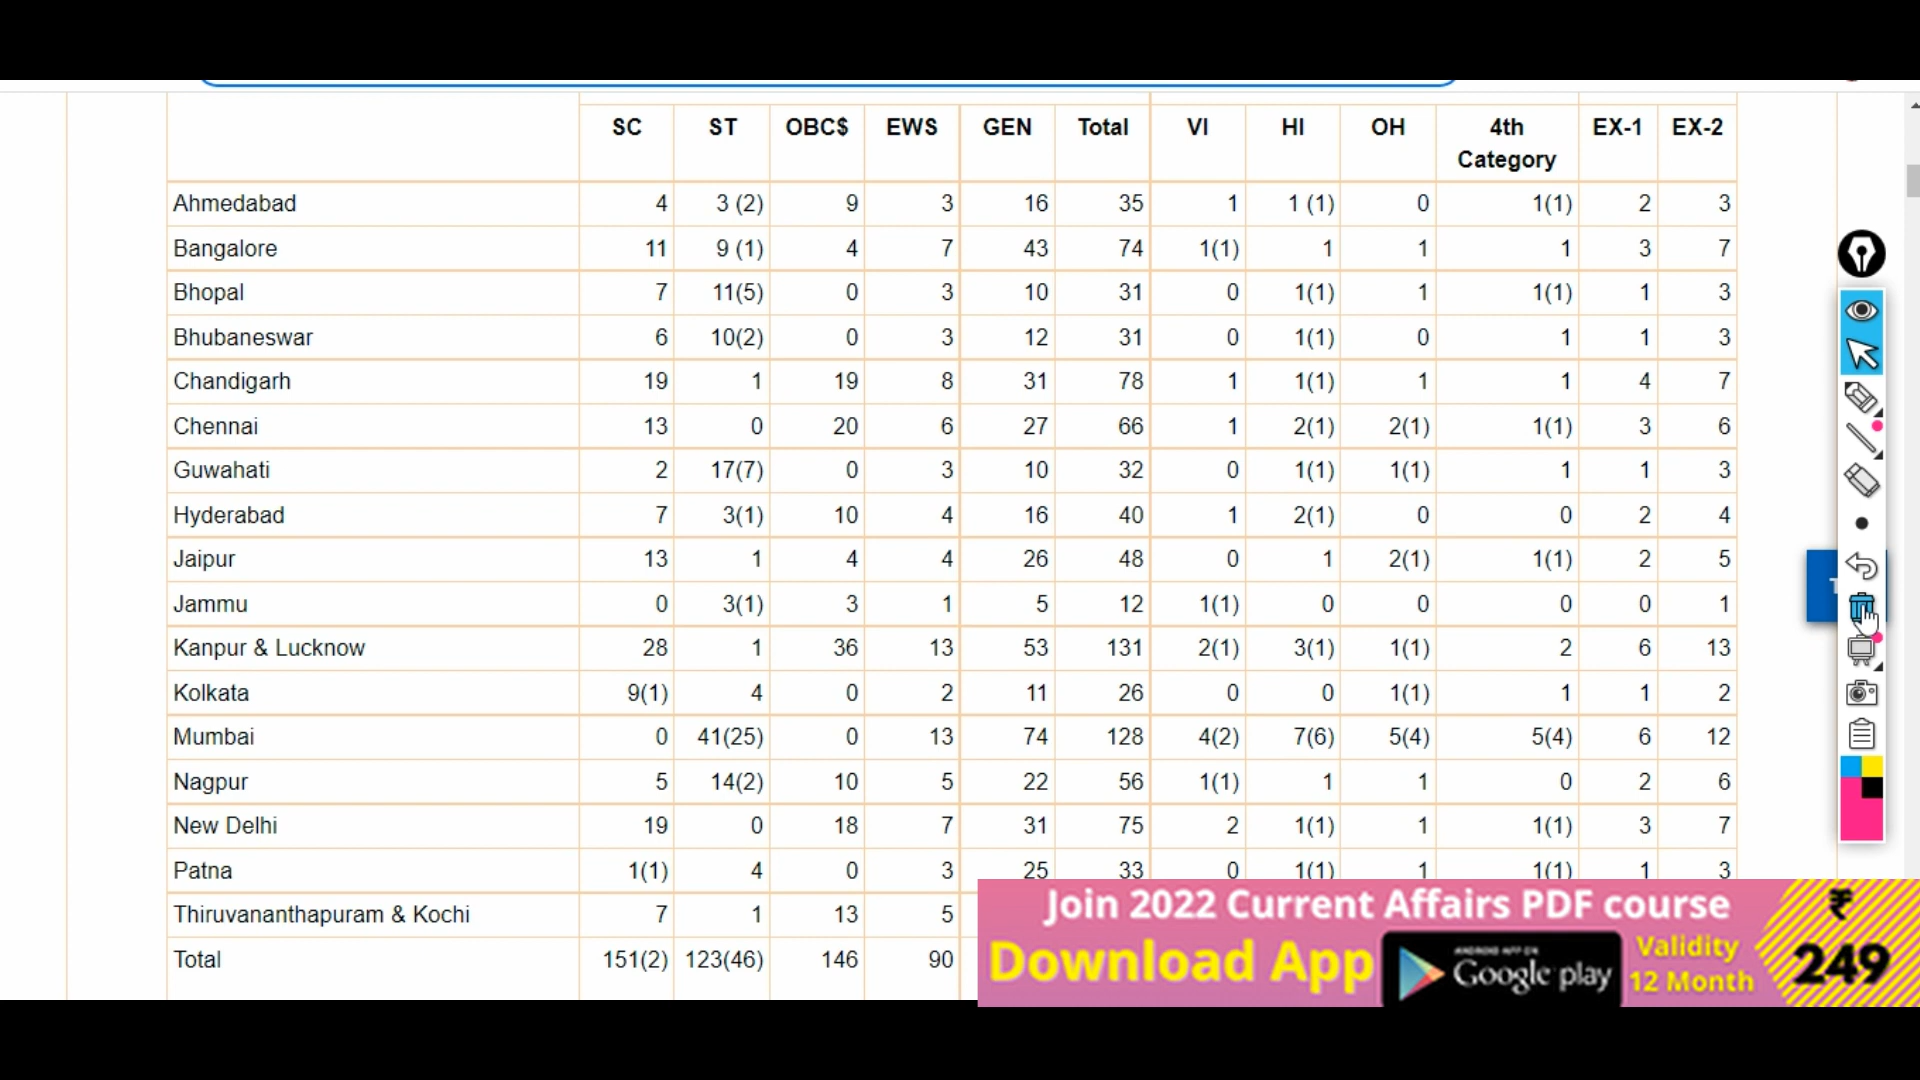 SC ST OBC$ EWS GEN Total VI HI OH 4th Category EX-1 EX-2
Ahmedabad 4 3 (2) 9 3 16 35 1 1 (1) 0 1(1) 2 3
Bangalore 11 9 (1) 4 7 43 74 1(1) 1 1 1 3 7
Bhopal 7 11(5) 0 3 10 31 0 1(1) 1 1(1) 1 3
Bhubaneswar 6 10(2) 0 3 12 31 0 1(1) 0 1 1 3
Chandigarh 19 1 19 8 31 78 1 1(1) 1 1 4 7
Chennai 13 0 20 6 27 66 1 2(1) 2(1) 1(1) 3 6
Guwahati 2 17(7) 0 3 10 32 0 1(1) 1(1) 1 1 3
Hyderabad 7 3(1) 10 4 16 40 1 2(1) 0 0 2 4
Jaipur 13 1 4 4 26 48 0 1 2(1) 1(1) 2 5
Jammu 0 3(1) 3 1 5 12 1(1) 0 0 0 0 1
Kanpur & Lucknow 28 1 36 13 53 131 2(1) 3(1) 1(1) 2 6 13
Kolkata 9(1) 4 0 2 11 26 0 0 1(1) 1 1 2
Mumbai 0 41(25) 0 13 74 128 4(2) 7(6) 5(4) 5(4) 6 12
Nagpur 5 14(2) 10 5 22 56 1(1) 1 1 0 2 6
New Delhi 19 0 18 7 31 75 2 1(1) 1 1(1) 3 7
Patna 1(1) 4 0 3 25 33 0 1(1) 1 1(1) 1 3
Thiruvananthapuram & Kochi 7 1 13 5
Total 151(2) 123(46) 146 90
Join 2022 Current Affairs PDF course
Download App
ANDROID APP ON
Google play
Validity
12 Month
₹
249